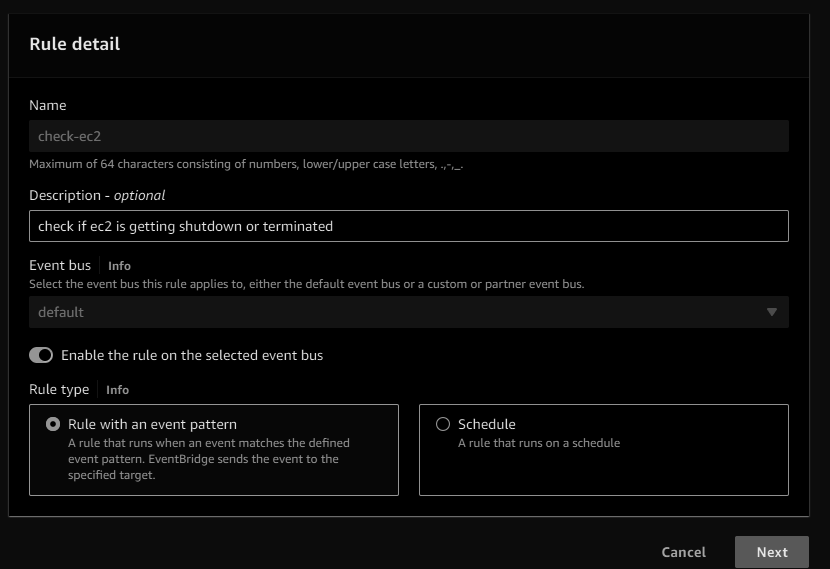 Rule detail
Name
check-ec2
Maximum of 64 characters consisting of numbers, lower/upper case letters, .,-,_.
Description - optional
check if ec2 is getting shutdown or terminated
Event bus Info
Select the event bus this rule applies to, either the default event bus or a custom or partner event bus.
default
Enable the rule on the selected event bus
Rule type Info
Rule with an event pattern
A rule that runs when an event matches the defined
event pattern. EventBridge sends the event to the
specified target.
Schedule
A rule that runs on a schedule
Cancel Next